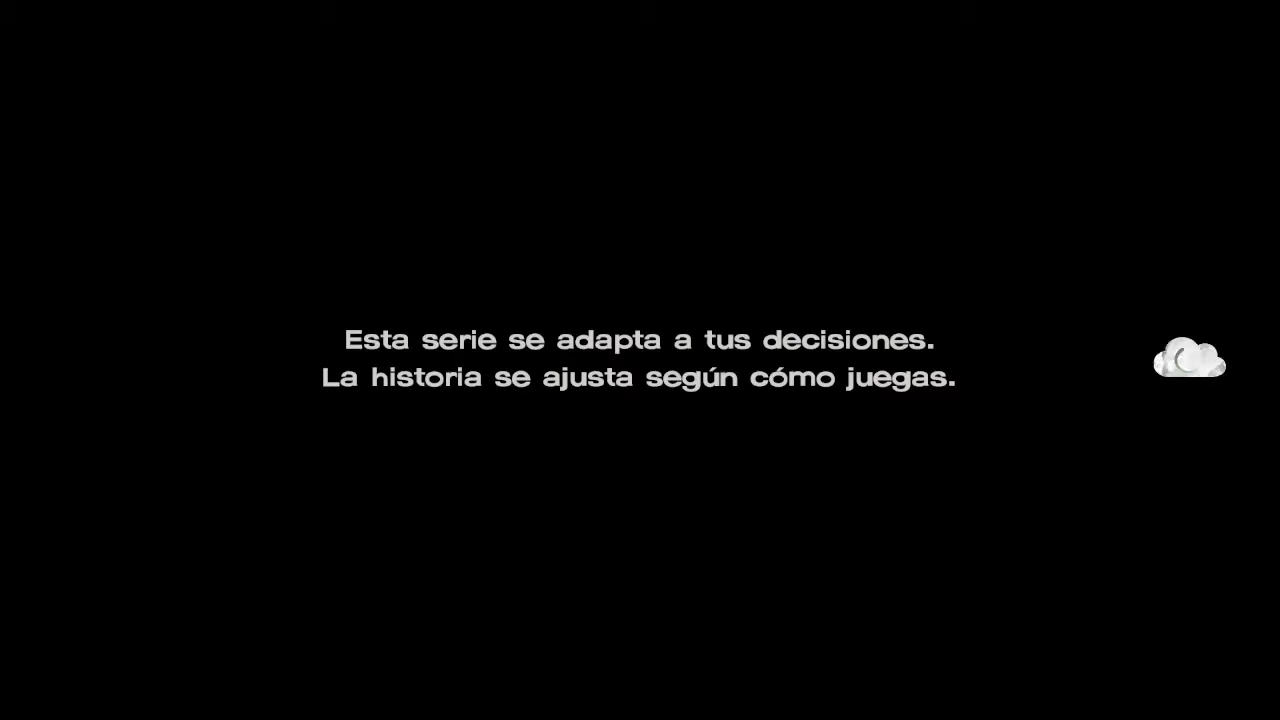 Esta serie se adapta a tus decisiones.
La historia se ajusta según cómo juegas.